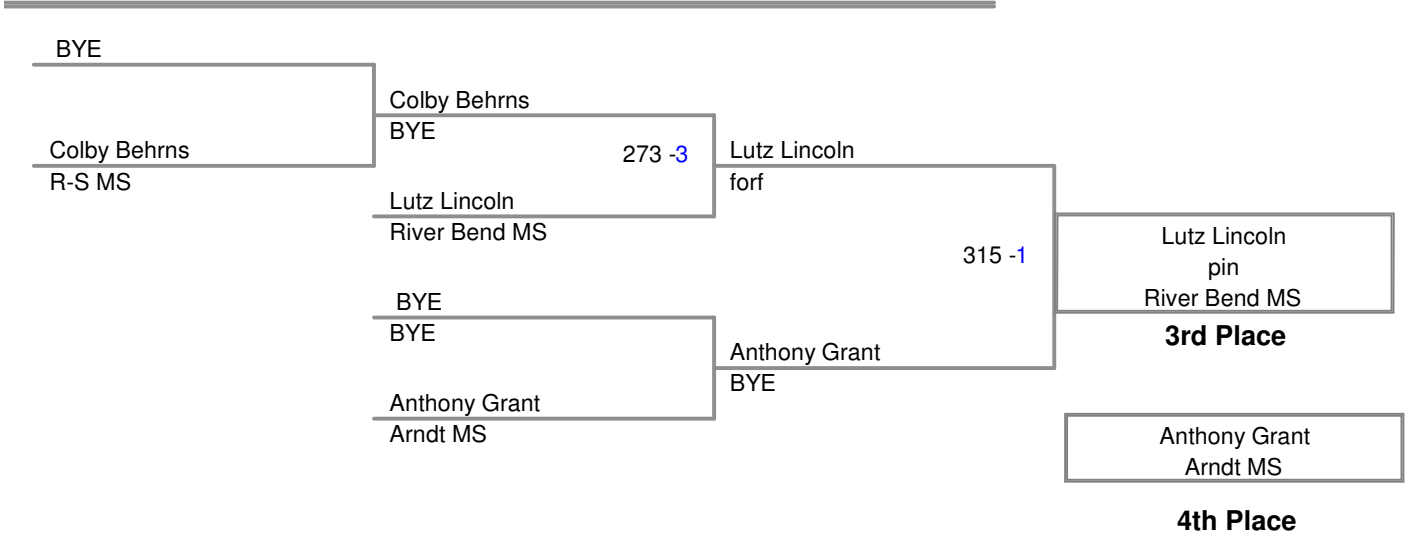 BYE
Colby Behrns
R-S MS
Colby Behrns
BYE
273 -3
Lutz Lincoln
River Bend MS
BYE
BYE
Anthony Grant
Arndt MS
Lutz Lincoln
forf
315 -1
Anthony Grant
BYE
Lutz Lincoln
pin
River Bend MS
3rd Place
Anthony Grant
Arndt MS
4th Place